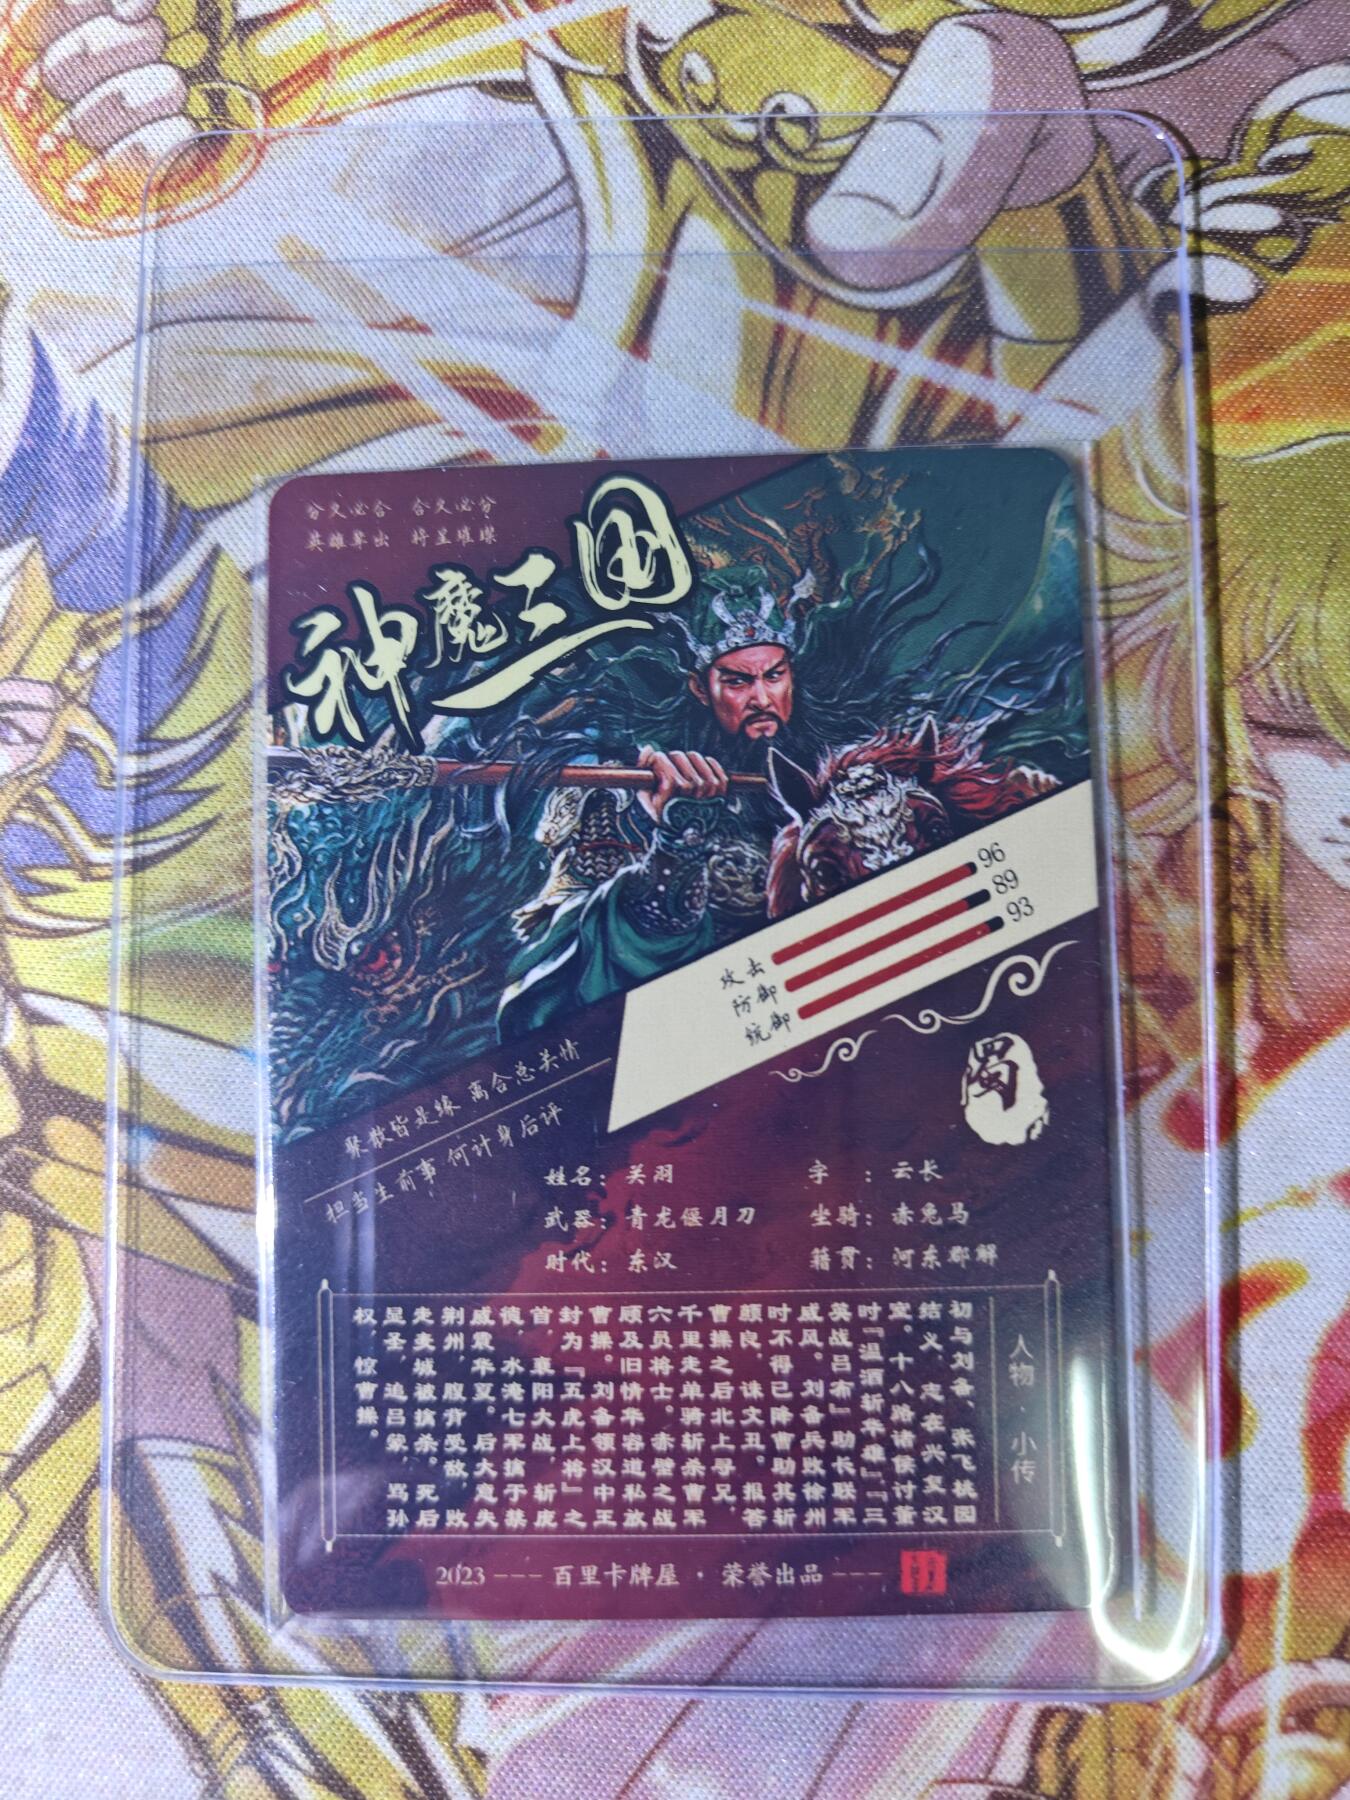 分久必合 合久必分
英雄辈出 将星璀璨
神魔三国
攻击 96
防御 89
统御 93
聚散皆是缘 离合总关情
担当生前事 何计身后评
蜀
姓名：关羽 字：云长
武器：青龙偃月刀 坐骑：赤兔马
时代：东汉 籍贯：河东郡解
人物·小传
初与刘备、张飞桃园
结义，志在兴复汉
室。十八路诸侯讨董
时『温酒斩华雄』『三
英战吕布』助长联军
威风。刘备兵败徐州
时不得已降曹助其斩
颜良，诛文丑。报答
曹操之后北上寻兄，
千里走单骑斩杀曹军
六员将士。赤壁之战
顾及旧情华容道私放
曹操。刘备领汉中王
封为『五虎上将』之
首，襄阳大战，斩庞
德，水淹七军擒于禁
威震华夏。后大意失
荆州，腹背受敌，败
走麦城被擒杀。死后
显圣，追吕蒙，骂孙
权，惊曹操。
2023 --- 百里卡牌屋 · 荣誉出品 ---